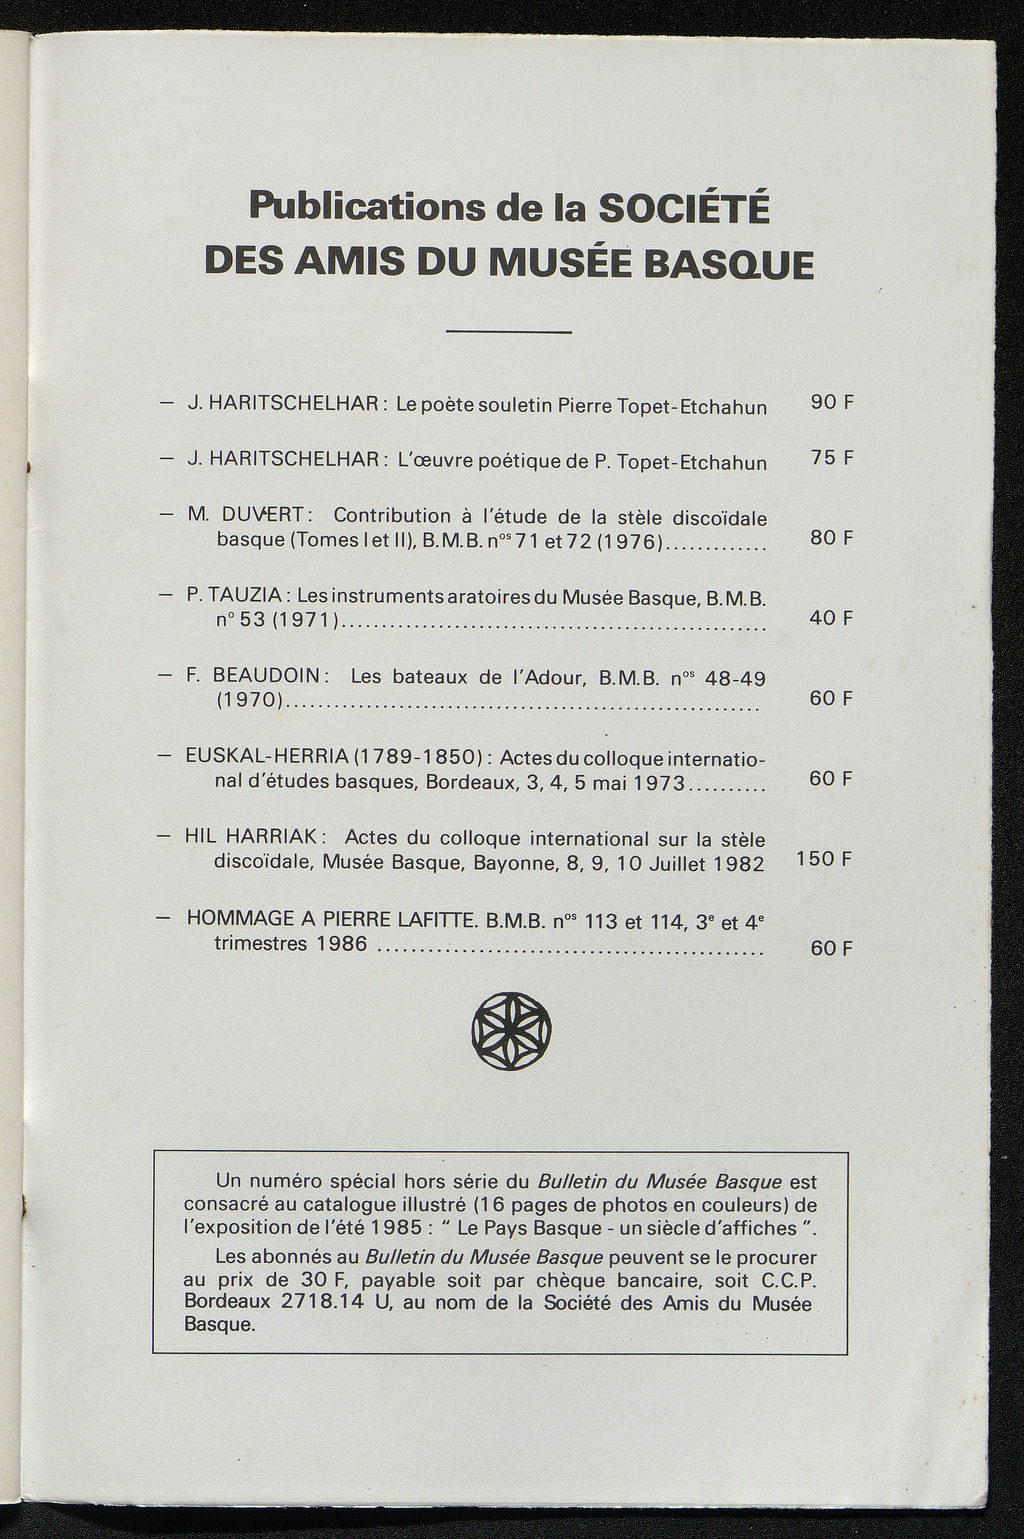 Publications de la SOCIÉTÉ
DES AMIS DU MUSÉE BASQUE
— J. HARITSCHELHAR : Le poète souletin Pierre Topet-Etchahun 90 F
— J. HARITSCHELHAR : L'œuvre poétique de P. Topet-Etchahun 75 F
— M. DUVERT : Contribution à l'étude de la stèle discoïdale
basque (Tomes I et II), B.M.B. nos 71 et 72 (1976)............. 80 F
— P. TAUZIA : Les instruments aratoires du Musée Basque, B.M.B.
n° 53 (1971)..................................................... 40 F
— F. BEAUDOIN : Les bateaux de l'Adour, B.M.B. nos 48-49
(1970)........................................................... 60 F
— EUSKAL-HERRIA (1789-1850) : Actes du colloque internatio-
nal d'études basques, Bordeaux, 3, 4, 5 mai 1973.......... 60 F
— HIL HARRIAK : Actes du colloque international sur la stèle
discoïdale, Musée Basque, Bayonne, 8, 9, 10 Juillet 1982 150 F
— HOMMAGE A PIERRE LAFITTE. B.M.B. nos 113 et 114, 3e et 4e
trimestres 1986 ................................................ 60 F
Un numéro spécial hors série du Bulletin du Musée Basque est
consacré au catalogue illustré (16 pages de photos en couleurs) de
l'exposition de l'été 1985 : " Le Pays Basque - un siècle d'affiches ".
Les abonnés au Bulletin du Musée Basque peuvent se le procurer
au prix de 30 F, payable soit par chèque bancaire, soit C.C.P.
Bordeaux 2718.14 U, au nom de la Société des Amis du Musée
Basque.